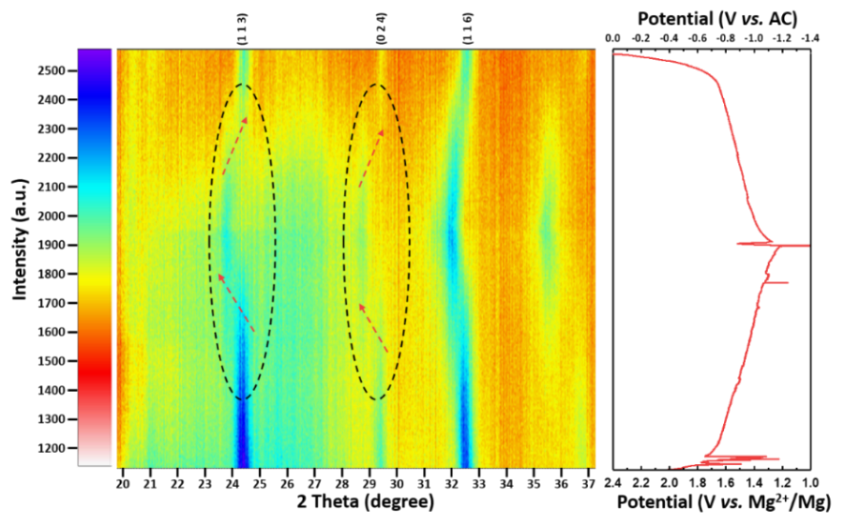 Potential (V vs. AC)
0.0 -0.2 -0.4 -0.6 -0.8 -1.0 -1.2 -1.4
(1 1 3)
(0 2 4)
(1 1 6)
Intensity (a.u.)
2500
2400
2300
2200
2100
2000
1900
1800
1700
1600
1500
1400
1300
1200
20 21 22 23 24 25 26 27 28 29 30 31 32 33 34 35 36 37
2 Theta (degree)
2.4 2.2 2.0 1.8 1.6 1.4 1.2 1.0
Potential (V vs. Mg²⁺/Mg)